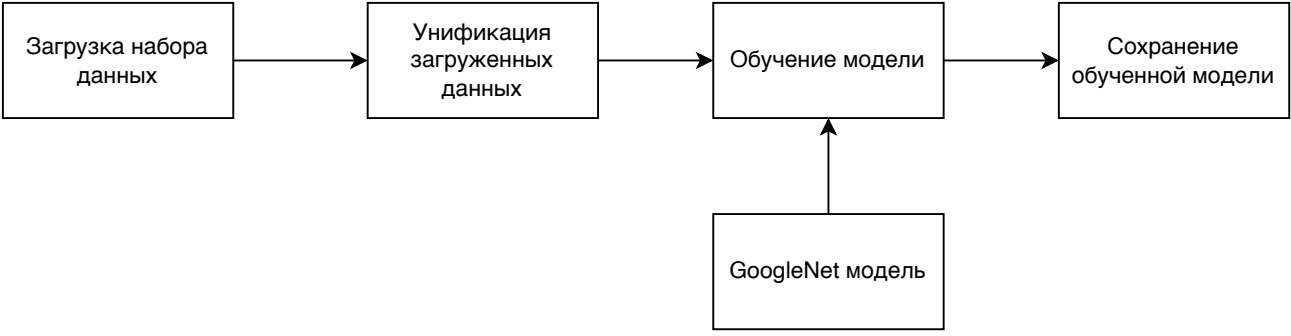 Загрузка набора
данных
Унификация
загруженных
данных
Обучение модели
Сохранение
обученной модели
GoogleNet модель